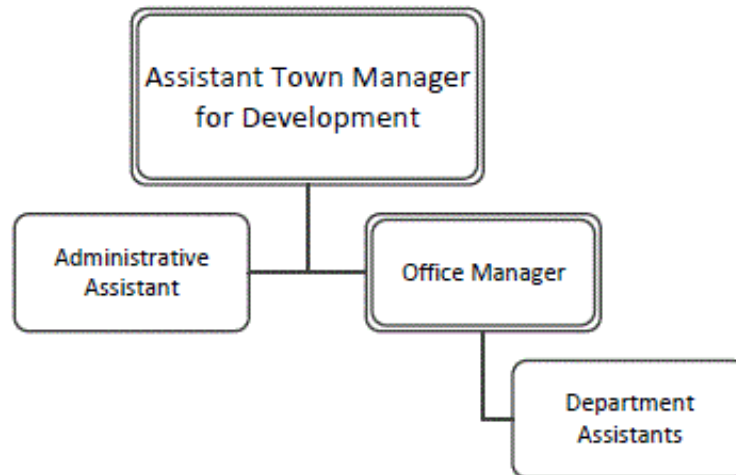 Assistant Town Manager
for Development
Administrative
Assistant
Office Manager
Department
Assistants